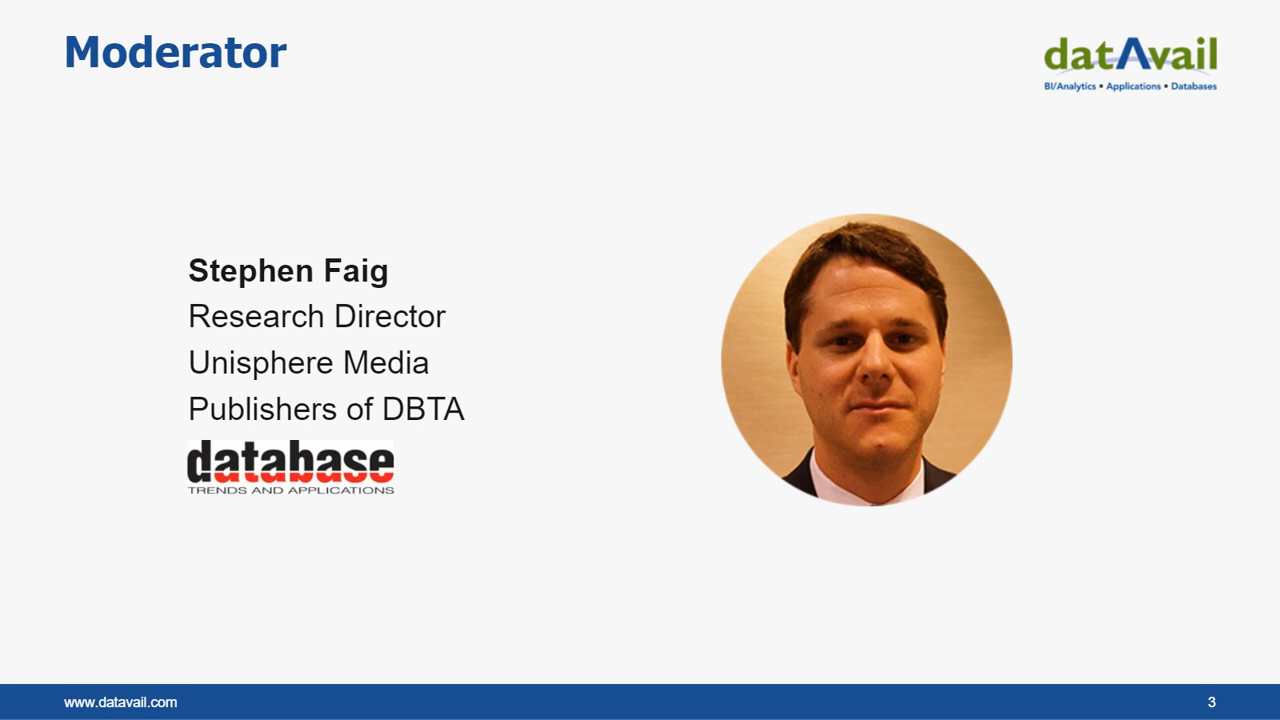 Moderator
datAvail
BI/Analytics • Applications • Databases
Stephen Faig
Research Director
Unisphere Media
Publishers of DBTA
database
TRENDS AND APPLICATIONS
www.datavail.com
3